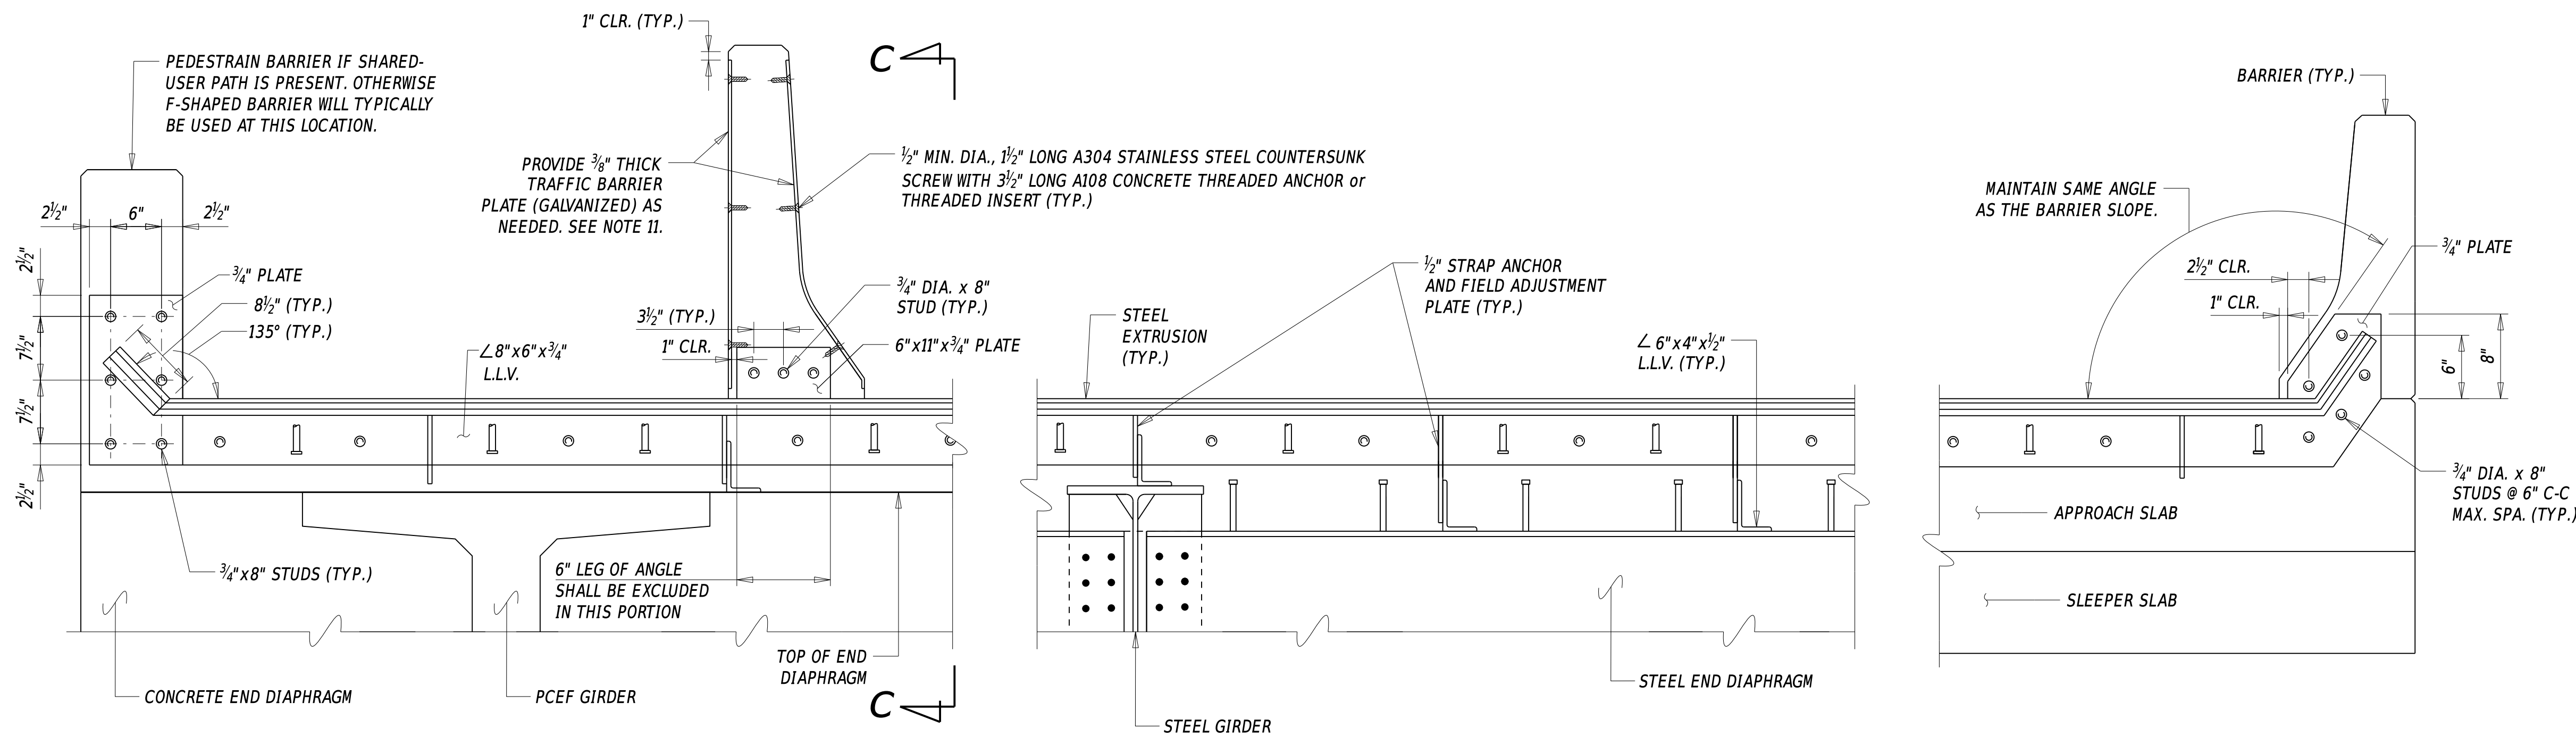 1" CLR. (TYP.)
C
PEDESTRAIN BARRIER IF SHARED-
USER PATH IS PRESENT. OTHERWISE
F-SHAPED BARRIER WILL TYPICALLY
BE USED AT THIS LOCATION.
BARRIER (TYP.)
PROVIDE 3/8" THICK
TRAFFIC BARRIER
PLATE (GALVANIZED) AS
NEEDED. SEE NOTE 11.
1/2" MIN. DIA., 1 1/2" LONG A304 STAINLESS STEEL COUNTERSUNK
SCREW WITH 3 1/2" LONG A108 CONCRETE THREADED ANCHOR or
THREADED INSERT (TYP.)
MAINTAIN SAME ANGLE
AS THE BARRIER SLOPE.
2 1/2"
6"
2 1/2"
2 1/2"
7 1/2"
7 1/2"
2 1/2"
3/4" PLATE
8 1/2" (TYP.)
135° (TYP.)
∠8"x6"x3/4"
L.L.V.
3 1/2" (TYP.)
1" CLR.
3/4" DIA. x 8"
STUD (TYP.)
6"x11"x3/4" PLATE
STEEL
EXTRUSION
(TYP.)
1/2" STRAP ANCHOR
AND FIELD ADJUSTMENT
PLATE (TYP.)
∠ 6"x4"x1/2"
L.L.V. (TYP.)
2 1/2" CLR.
1" CLR.
3/4" PLATE
6"
8"
3/4" DIA. x 8"
STUDS @ 6" C-C
MAX. SPA. (TYP.)
APPROACH SLAB
SLEEPER SLAB
3/4"x8" STUDS (TYP.)
6" LEG OF ANGLE
SHALL BE EXCLUDED
IN THIS PORTION
TOP OF END
DIAPHRAGM
CONCRETE END DIAPHRAGM
PCEF GIRDER
C
STEEL GIRDER
STEEL END DIAPHRAGM